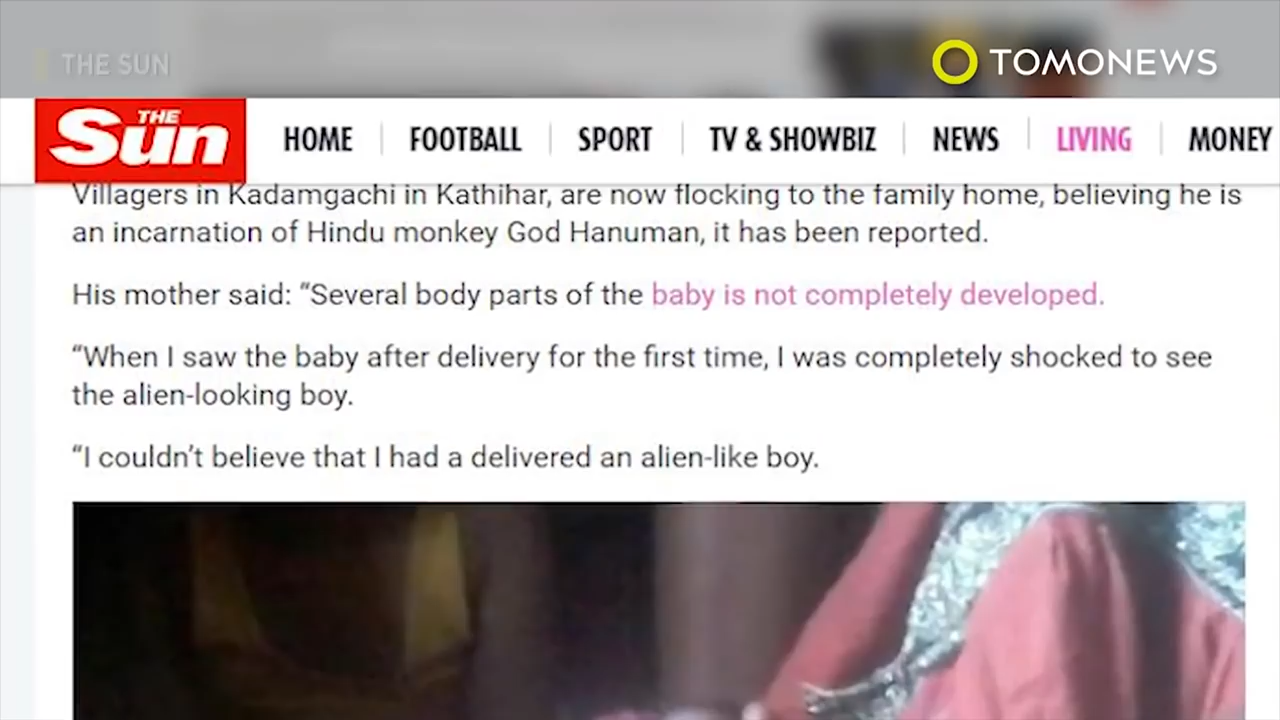 THE SUN
TOMONEWS
THE Sun
HOME FOOTBALL SPORT TV & SHOWBIZ NEWS LIVING MONEY
Villagers in Kadamgachi in Kathihar, are now flocking to the family home, believing he is
an incarnation of Hindu monkey God Hanuman, it has been reported.
His mother said: “Several body parts of the baby is not completely developed.
“When I saw the baby after delivery for the first time, I was completely shocked to see
the alien-looking boy.
“I couldn’t believe that I had a delivered an alien-like boy.